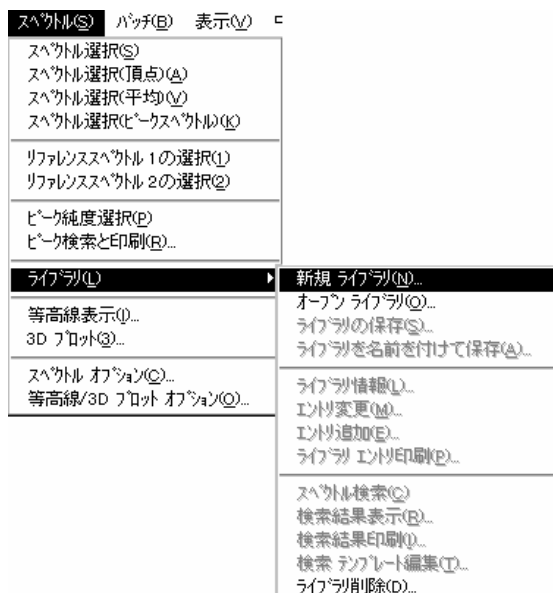 スペクトル(S) バッチ(B) 表示(V)
スペクトル選択(S)
スペクトル選択(頂点)(A)
スペクトル選択(平均)(V)
スペクトル選択(ピークスペクトル)(K)
リファレンススペクトル 1の選択(1)
リファレンススペクトル 2の選択(2)
ピーク純度選択(P)
ピーク検索と印刷(R)...
ライブラリ(L)
等高線表示(I)...
3D プロット(3)...
スペクトル オプション(C)...
等高線/3D プロット オプション(O)...
新規 ライブラリ(N)...
オープン ライブラリ(O)...
ライブラリの保存(S)...
ライブラリを名前を付けて保存(A)...
ライブラリ情報(L)...
エントリ変更(M)...
エントリ追加(E)...
ライブラリ エントリ印刷(P)...
スペクトル検索(C)
検索結果表示(R)...
検索結果印刷(I)...
検索 テンプレート編集(T)...
ライブラリ削除(D)...